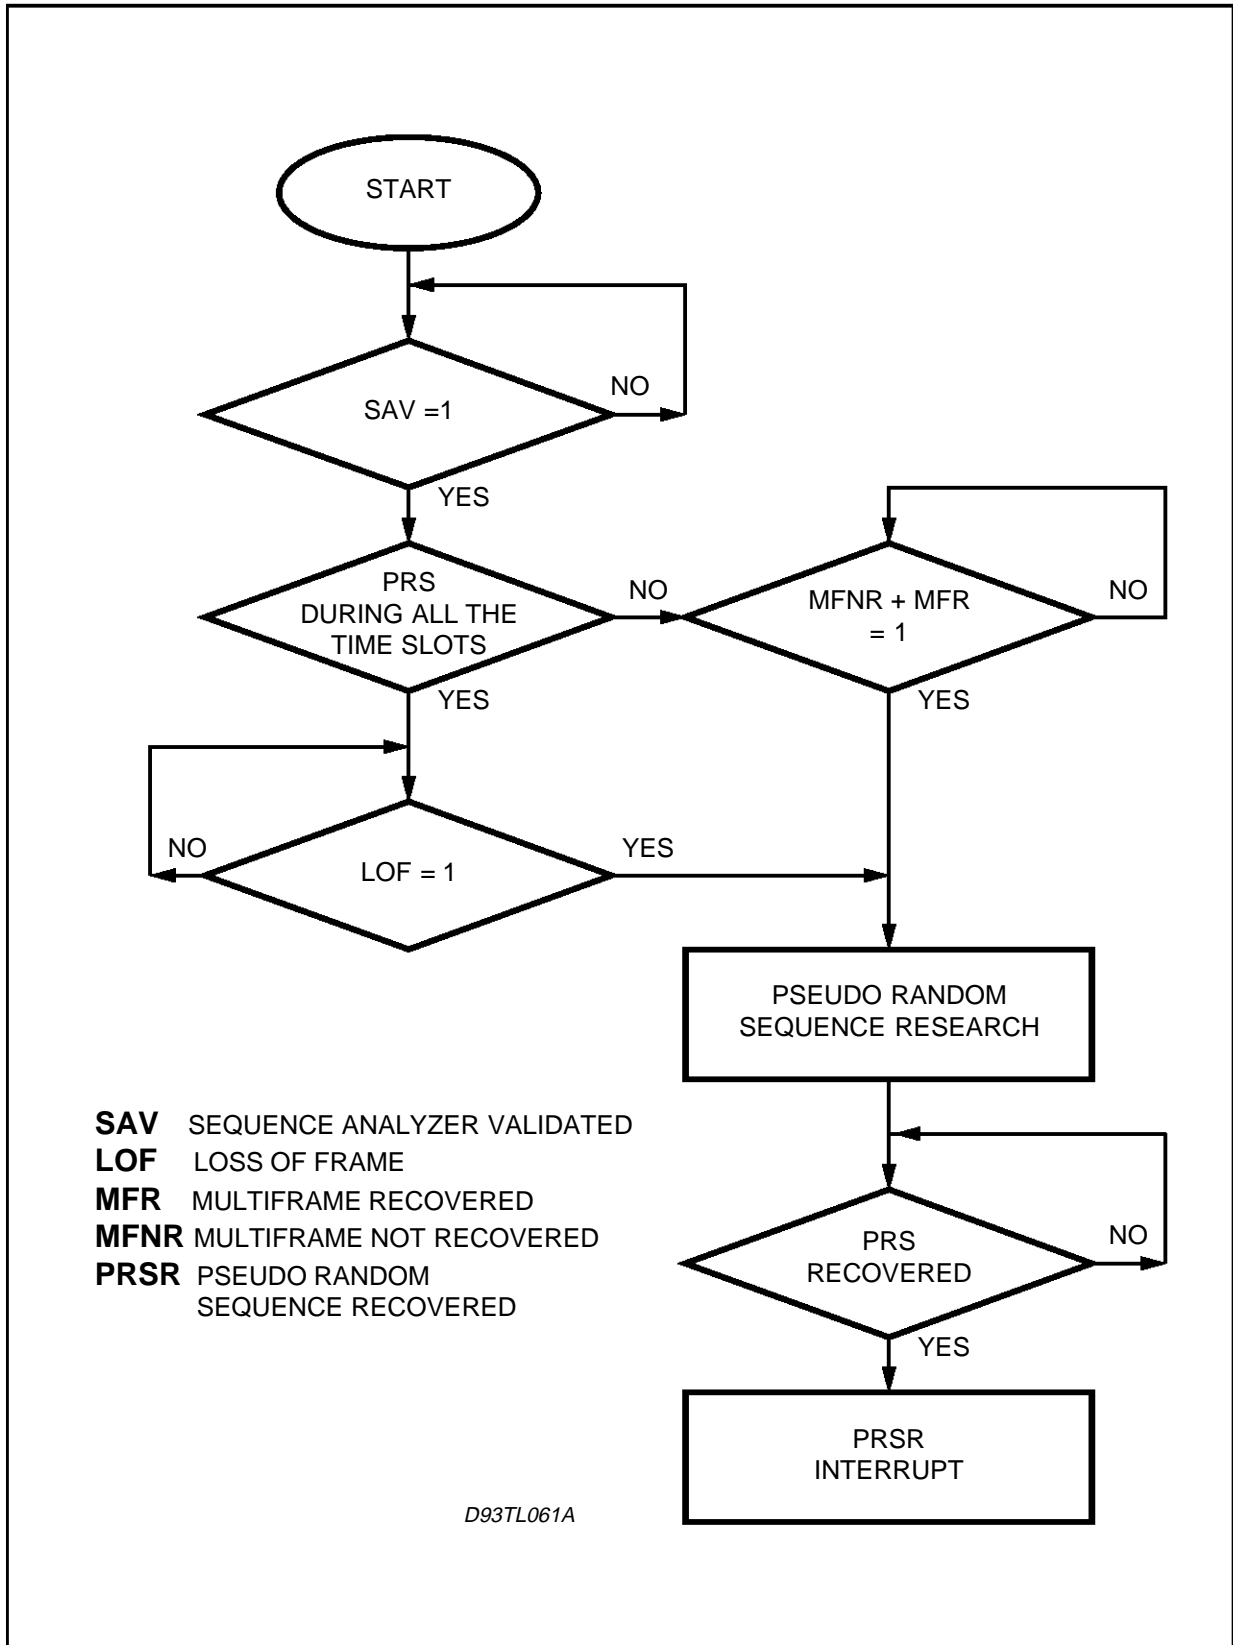 START
NO
SAV =1
YES
PRS
DURING ALL THE
TIME SLOTS
NO
MFNR + MFR
= 1
NO
YES
YES
NO
LOF = 1
YES
PSEUDO RANDOM
SEQUENCE RESEARCH
SAV SEQUENCE ANALYZER VALIDATED
LOF LOSS OF FRAME
MFR MULTIFRAME RECOVERED
MFNR MULTIFRAME NOT RECOVERED
PRSR PSEUDO RANDOM
SEQUENCE RECOVERED
PRS
RECOVERED
NO
YES
PRSR
INTERRUPT
D93TL061A